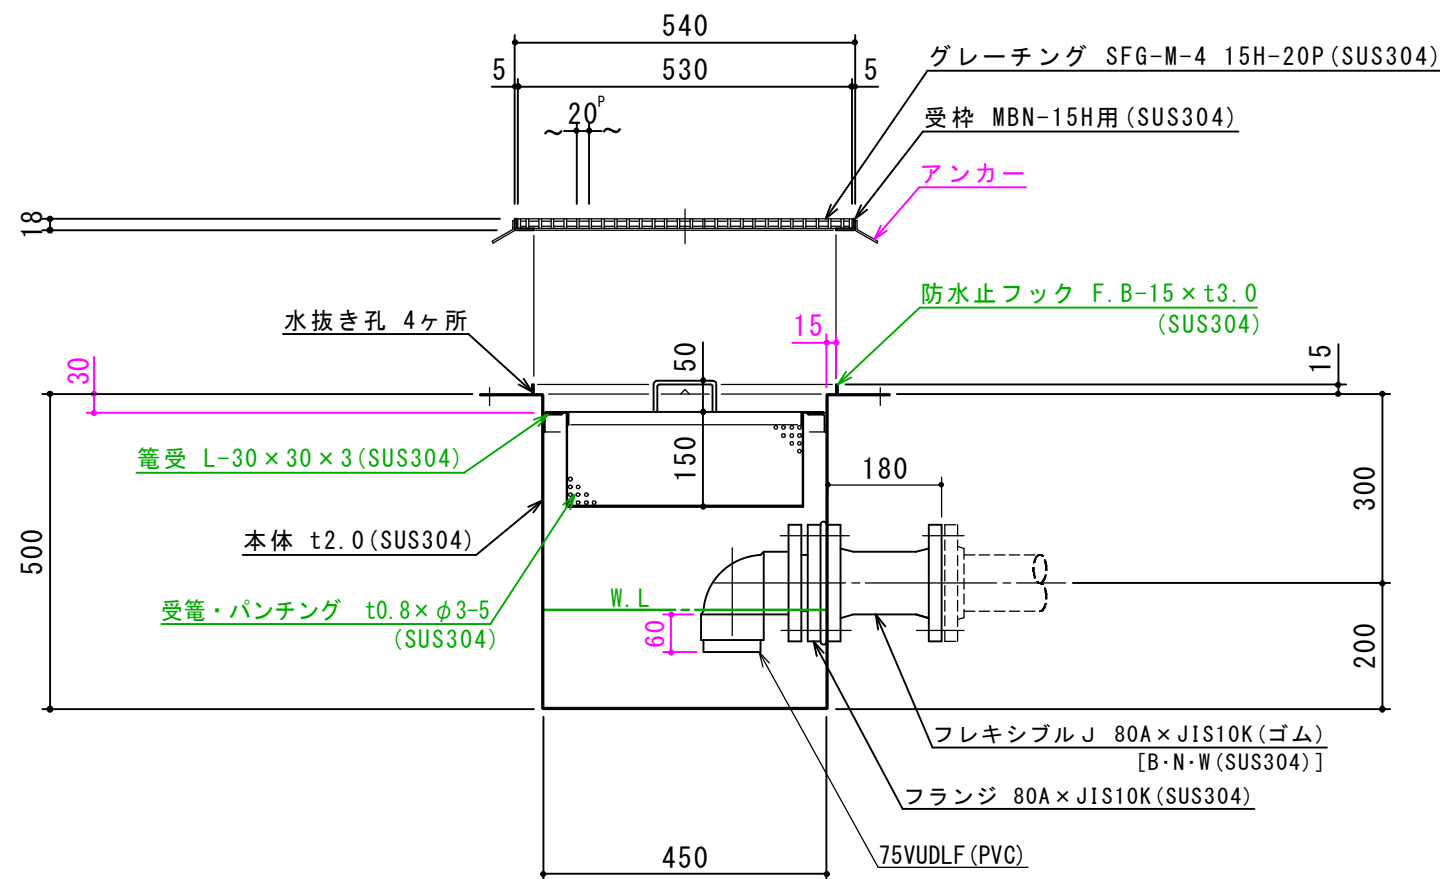 540
5
530
5
20P
グレーチング SFG-M-4 15H-20P(SUS304)
受枠 MBN-15H用(SUS304)
アンカー
18
防水止フック F.B-15×t3.0
(SUS304)
水抜き孔 4ヶ所
15
50
15
30
篭受 L-30×30×3(SUS304)
150
180
300
500
本体 t2.0(SUS304)
受篭・パンチング t0.8×φ3-5
(SUS304)
W.L
60
200
フレキシブルJ 80A×JIS10K(ゴム)
[B・N・W(SUS304)]
フランジ 80A×JIS10K(SUS304)
75VUDLF(PVC)
450